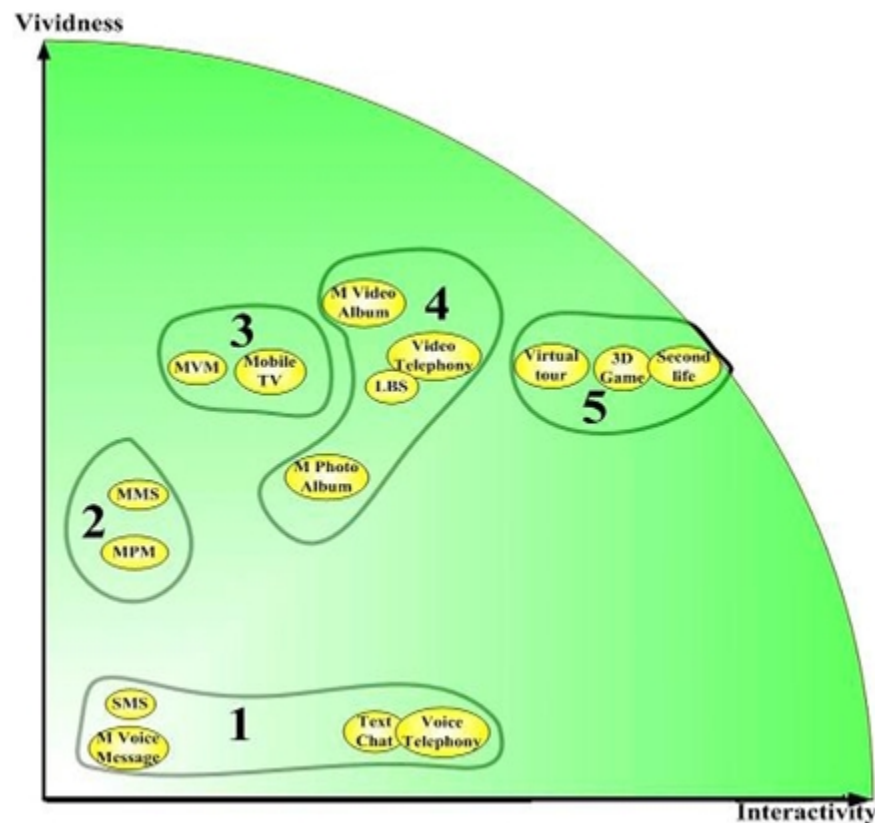 Vividness
M Video
Album
4
3
Video
Telephony
MVM
Mobile
TV
LBS
Virtual
tour
3D
Game
Second
life
5
M Photo
Album
MMS
2
MPM
SMS
1
M Voice
Message
Text
Chat
Voice
Telephony
Interactivity